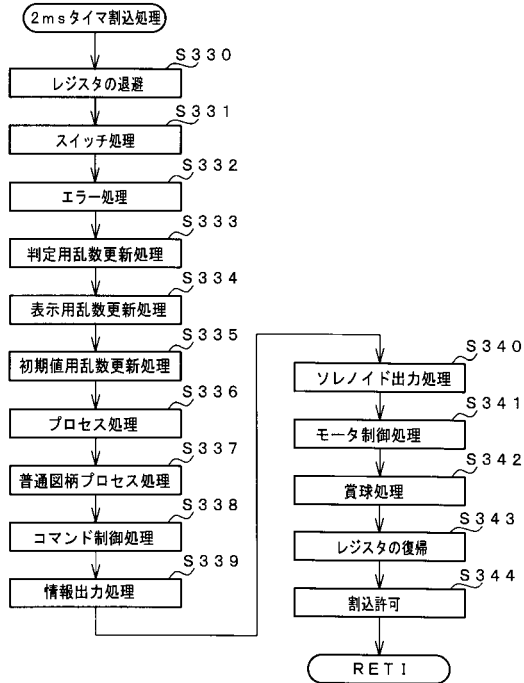 2msタイマ割込処理
S330
レジスタの退避
S331
スイッチ処理
S332
エラー処理
S333
判定用乱数更新処理
S334
表示用乱数更新処理
S335
初期値用乱数更新処理
S336
プロセス処理
S337
普通図柄プロセス処理
S338
コマンド制御処理
S339
情報出力処理
S340
ソレノイド出力処理
S341
モータ制御処理
S342
賞球処理
S343
レジスタの復帰
S344
割込許可
RETI